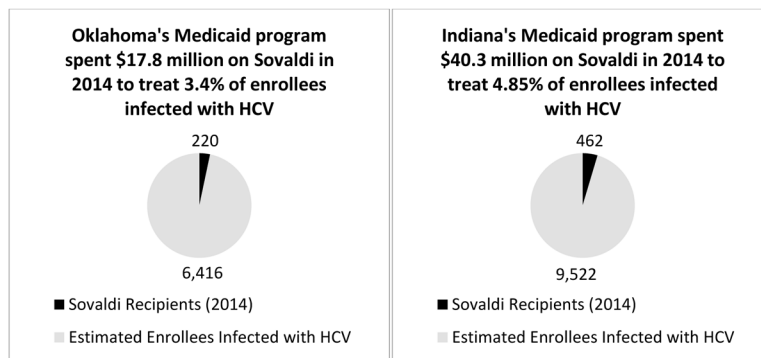 Oklahoma's Medicaid program
spent $17.8 million on Sovaldi in
2014 to treat 3.4% of enrollees
infected with HCV
220
6,416
■ Sovaldi Recipients (2014)
■ Estimated Enrollees Infected with HCV
Indiana's Medicaid program spent
$40.3 million on Sovaldi in 2014 to
treat 4.85% of enrollees infected
with HCV
462
9,522
■ Sovaldi Recipients (2014)
■ Estimated Enrollees Infected with HCV